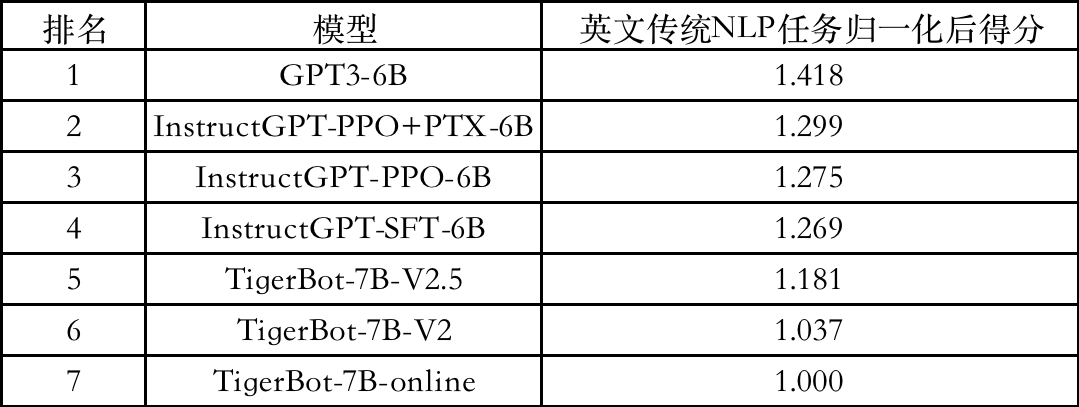 排名 模型 英文传统NLP任务归一化后得分
1 GPT3-6B 1.418
2 InstructGPT-PPO+PTX-6B 1.299
3 InstructGPT-PPO-6B 1.275
4 InstructGPT-SFT-6B 1.269
5 TigerBot-7B-V2.5 1.181
6 TigerBot-7B-V2 1.037
7 TigerBot-7B-online 1.000